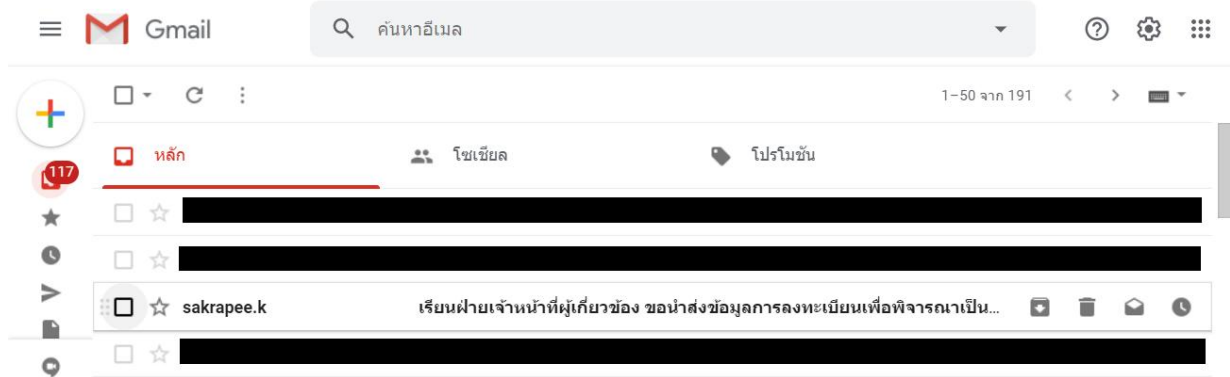 Gmail
ค้นหาอีเมล
1–50 จาก 191
117
หลัก
โซเชียล
โปรโมชัน
sakrapee.k เรียนฝ่ายเจ้าหน้าที่ผู้เกี่ยวข้อง ขอนำส่งข้อมูลการลงทะเบียนเพื่อพิจารณาเป็น...